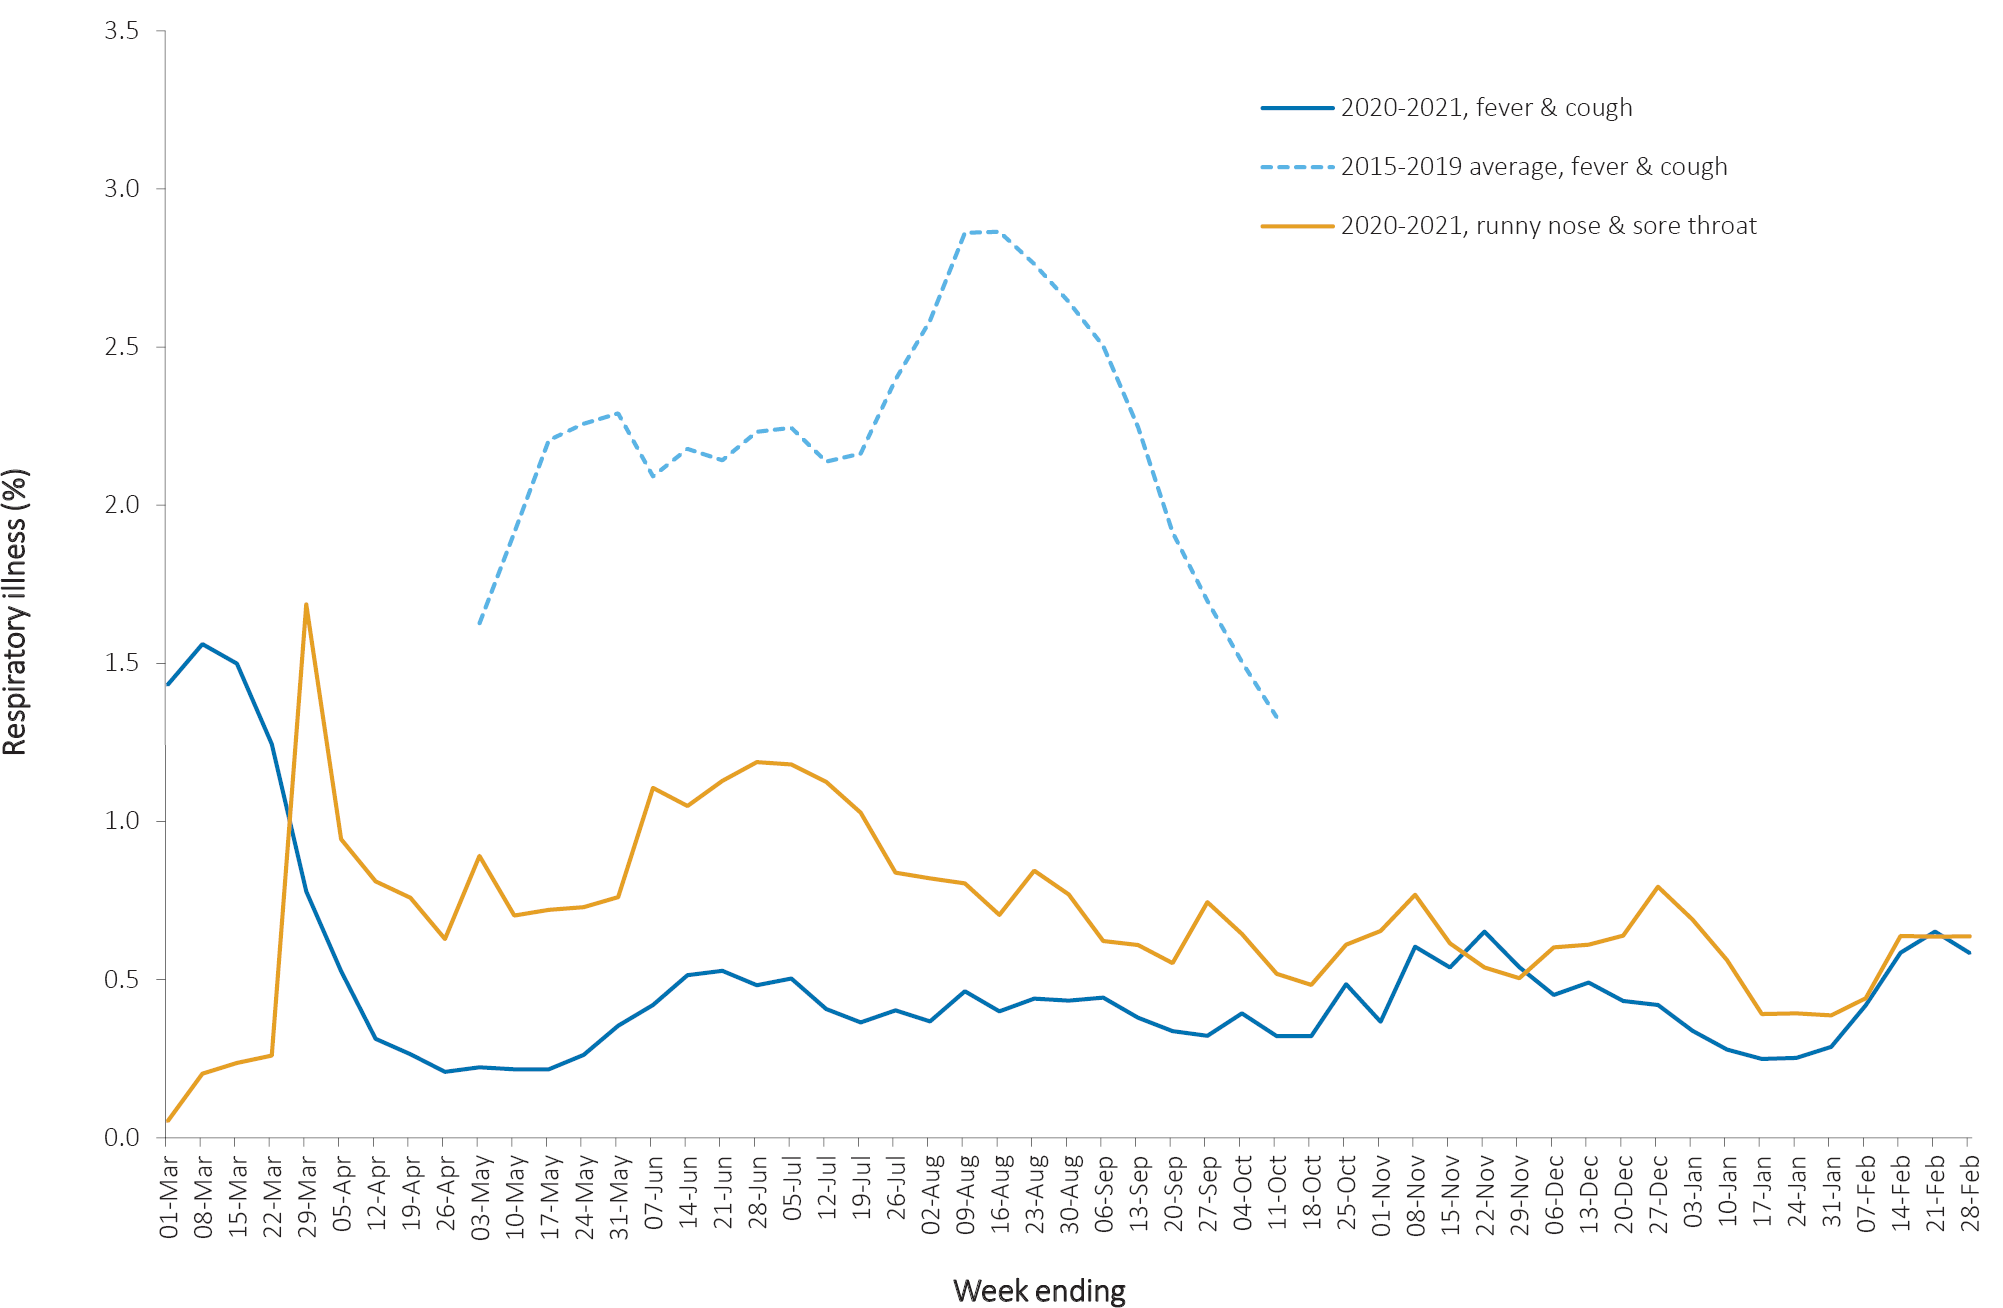 3.5
3.0
2.5
2.0
1.5
1.0
0.5
0.0
Respiratory illness (%)
2020-2021, fever & cough
2015-2019 average, fever & cough
2020-2021, runny nose & sore throat
01-Mar
08-Mar
15-Mar
22-Mar
29-Mar
05-Apr
12-Apr
19-Apr
26-Apr
03-May
10-May
17-May
24-May
31-May
07-Jun
14-Jun
21-Jun
28-Jun
05-Jul
12-Jul
19-Jul
26-Jul
02-Aug
09-Aug
16-Aug
23-Aug
30-Aug
06-Sep
13-Sep
20-Sep
27-Sep
04-Oct
11-Oct
18-Oct
25-Oct
01-Nov
08-Nov
15-Nov
22-Nov
29-Nov
06-Dec
13-Dec
20-Dec
27-Dec
03-Jan
10-Jan
17-Jan
24-Jan
31-Jan
07-Feb
14-Feb
21-Feb
28-Feb
Week ending